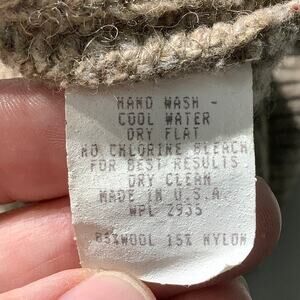 HAND WASH -
COOL WATER
DRY FLAT
NO CHLORINE BLEACH
FOR BEST RESULTS
DRY CLEAN
MADE IN U.S.A.
WPL 2935
85%WOOL 15% NYLON